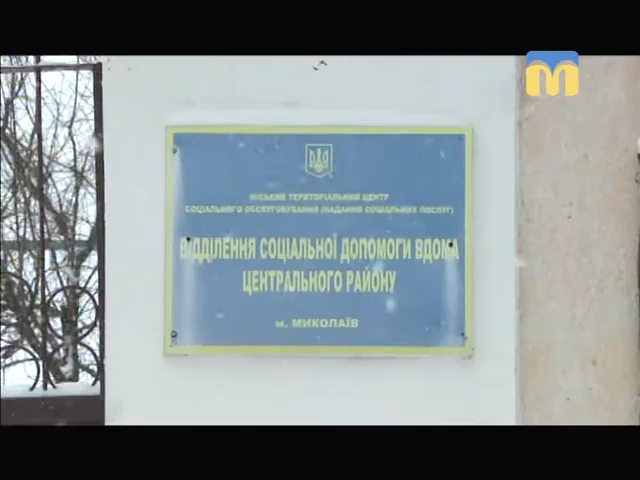 МІСЬКИЙ ТЕРИТОРІАЛЬНИЙ ЦЕНТР
СОЦІАЛЬНОГО ОБСЛУГОВУВАННЯ (НАДАННЯ СОЦІАЛЬНИХ ПОСЛУГ)
ВІДДІЛЕННЯ СОЦІАЛЬНОЇ ДОПОМОГИ ВДОМА
ЦЕНТРАЛЬНОГО РАЙОНУ
м. МИКОЛАЇВ